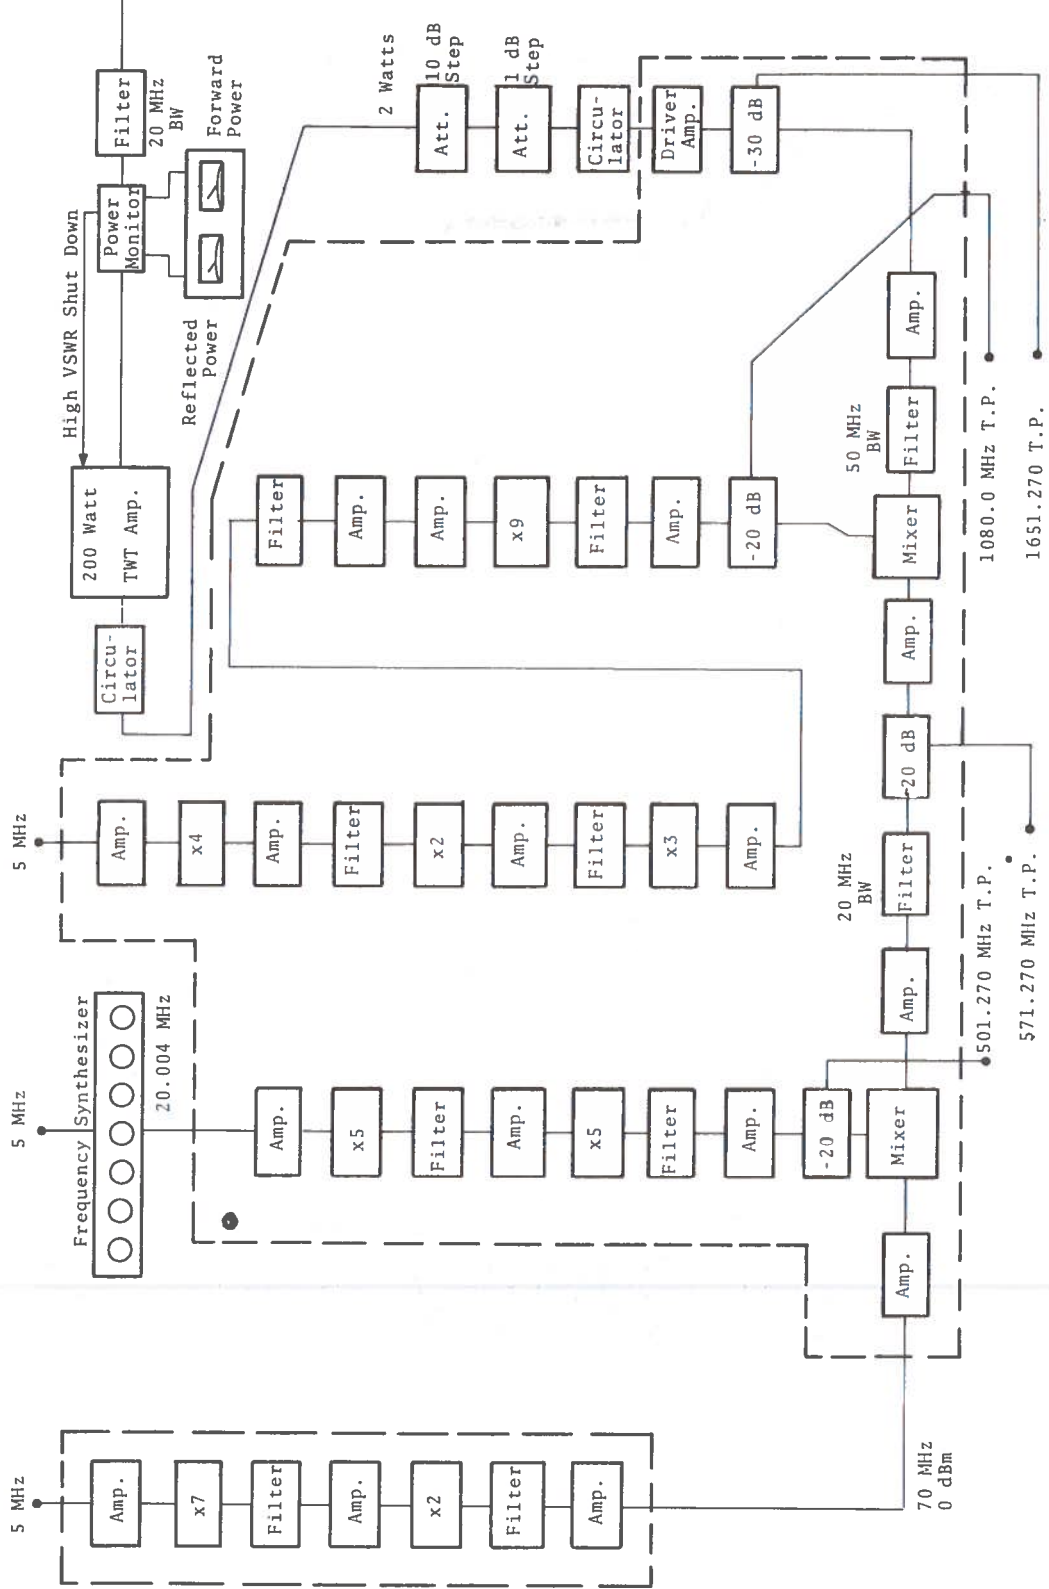 5 MHz
Amp.
x7
Filter
Amp.
x2
Filter
Amp.
70 MHz
0 dBm
5 MHz
Frequency Synthesizer
20.004 MHz
Amp.
x5
Filter
Amp.
x5
Filter
Amp.
-20 dB
Mixer
Amp.
501.270 MHz T.P.
5 MHz
Amp.
x4
Amp.
Filter
x2
Amp.
Filter
x3
Amp.
Amp.
20 MHz
BW
Filter
-20 dB
571.270 MHz T.P.
Amp.
Filter
Amp.
Amp.
x9
Filter
Amp.
-20 dB
Mixer
50 MHz
BW
Filter
Amp.
1080.0 MHz T.P.
1651.270 T.P.
Circu-
lator
200 Watt
TWT Amp.
High VSWR Shut Down
Power
Monitor
Reflected
Power
Forward
Power
Filter
20 MHz
BW
2 Watts
Att.
10 dB
Step
Att.
1 dB
Step
Circu-
lator
Driver
Amp.
-30 dB